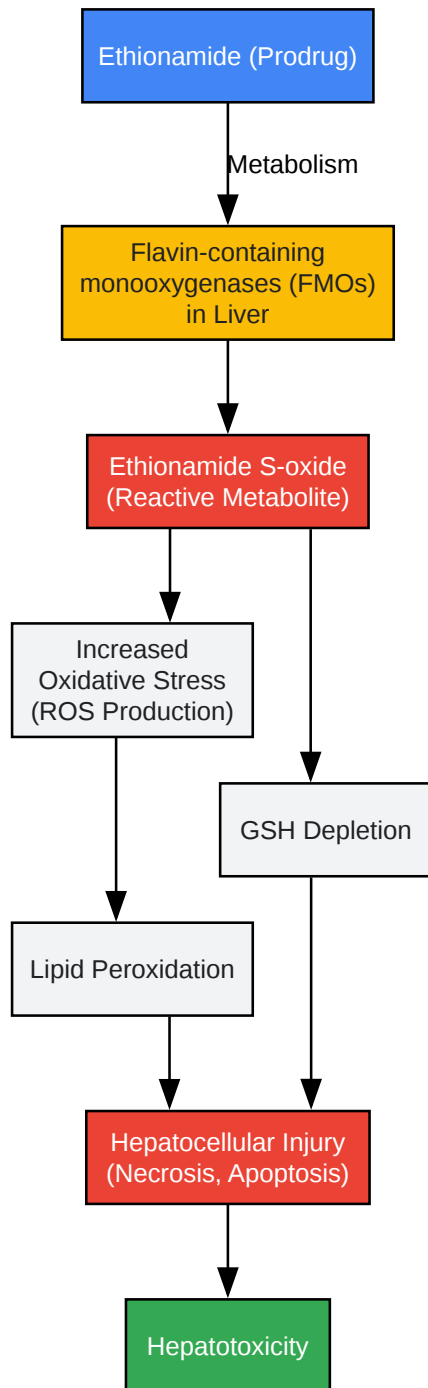 Ethionamide (Prodrug)
Metabolism
Flavin-containing
monooxygenases (FMOs)
in Liver
Ethionamide S-oxide
(Reactive Metabolite)
Increased
Oxidative Stress
(ROS Production)
GSH Depletion
Lipid Peroxidation
Hepatocellular Injury
(Necrosis, Apoptosis)
Hepatotoxicity